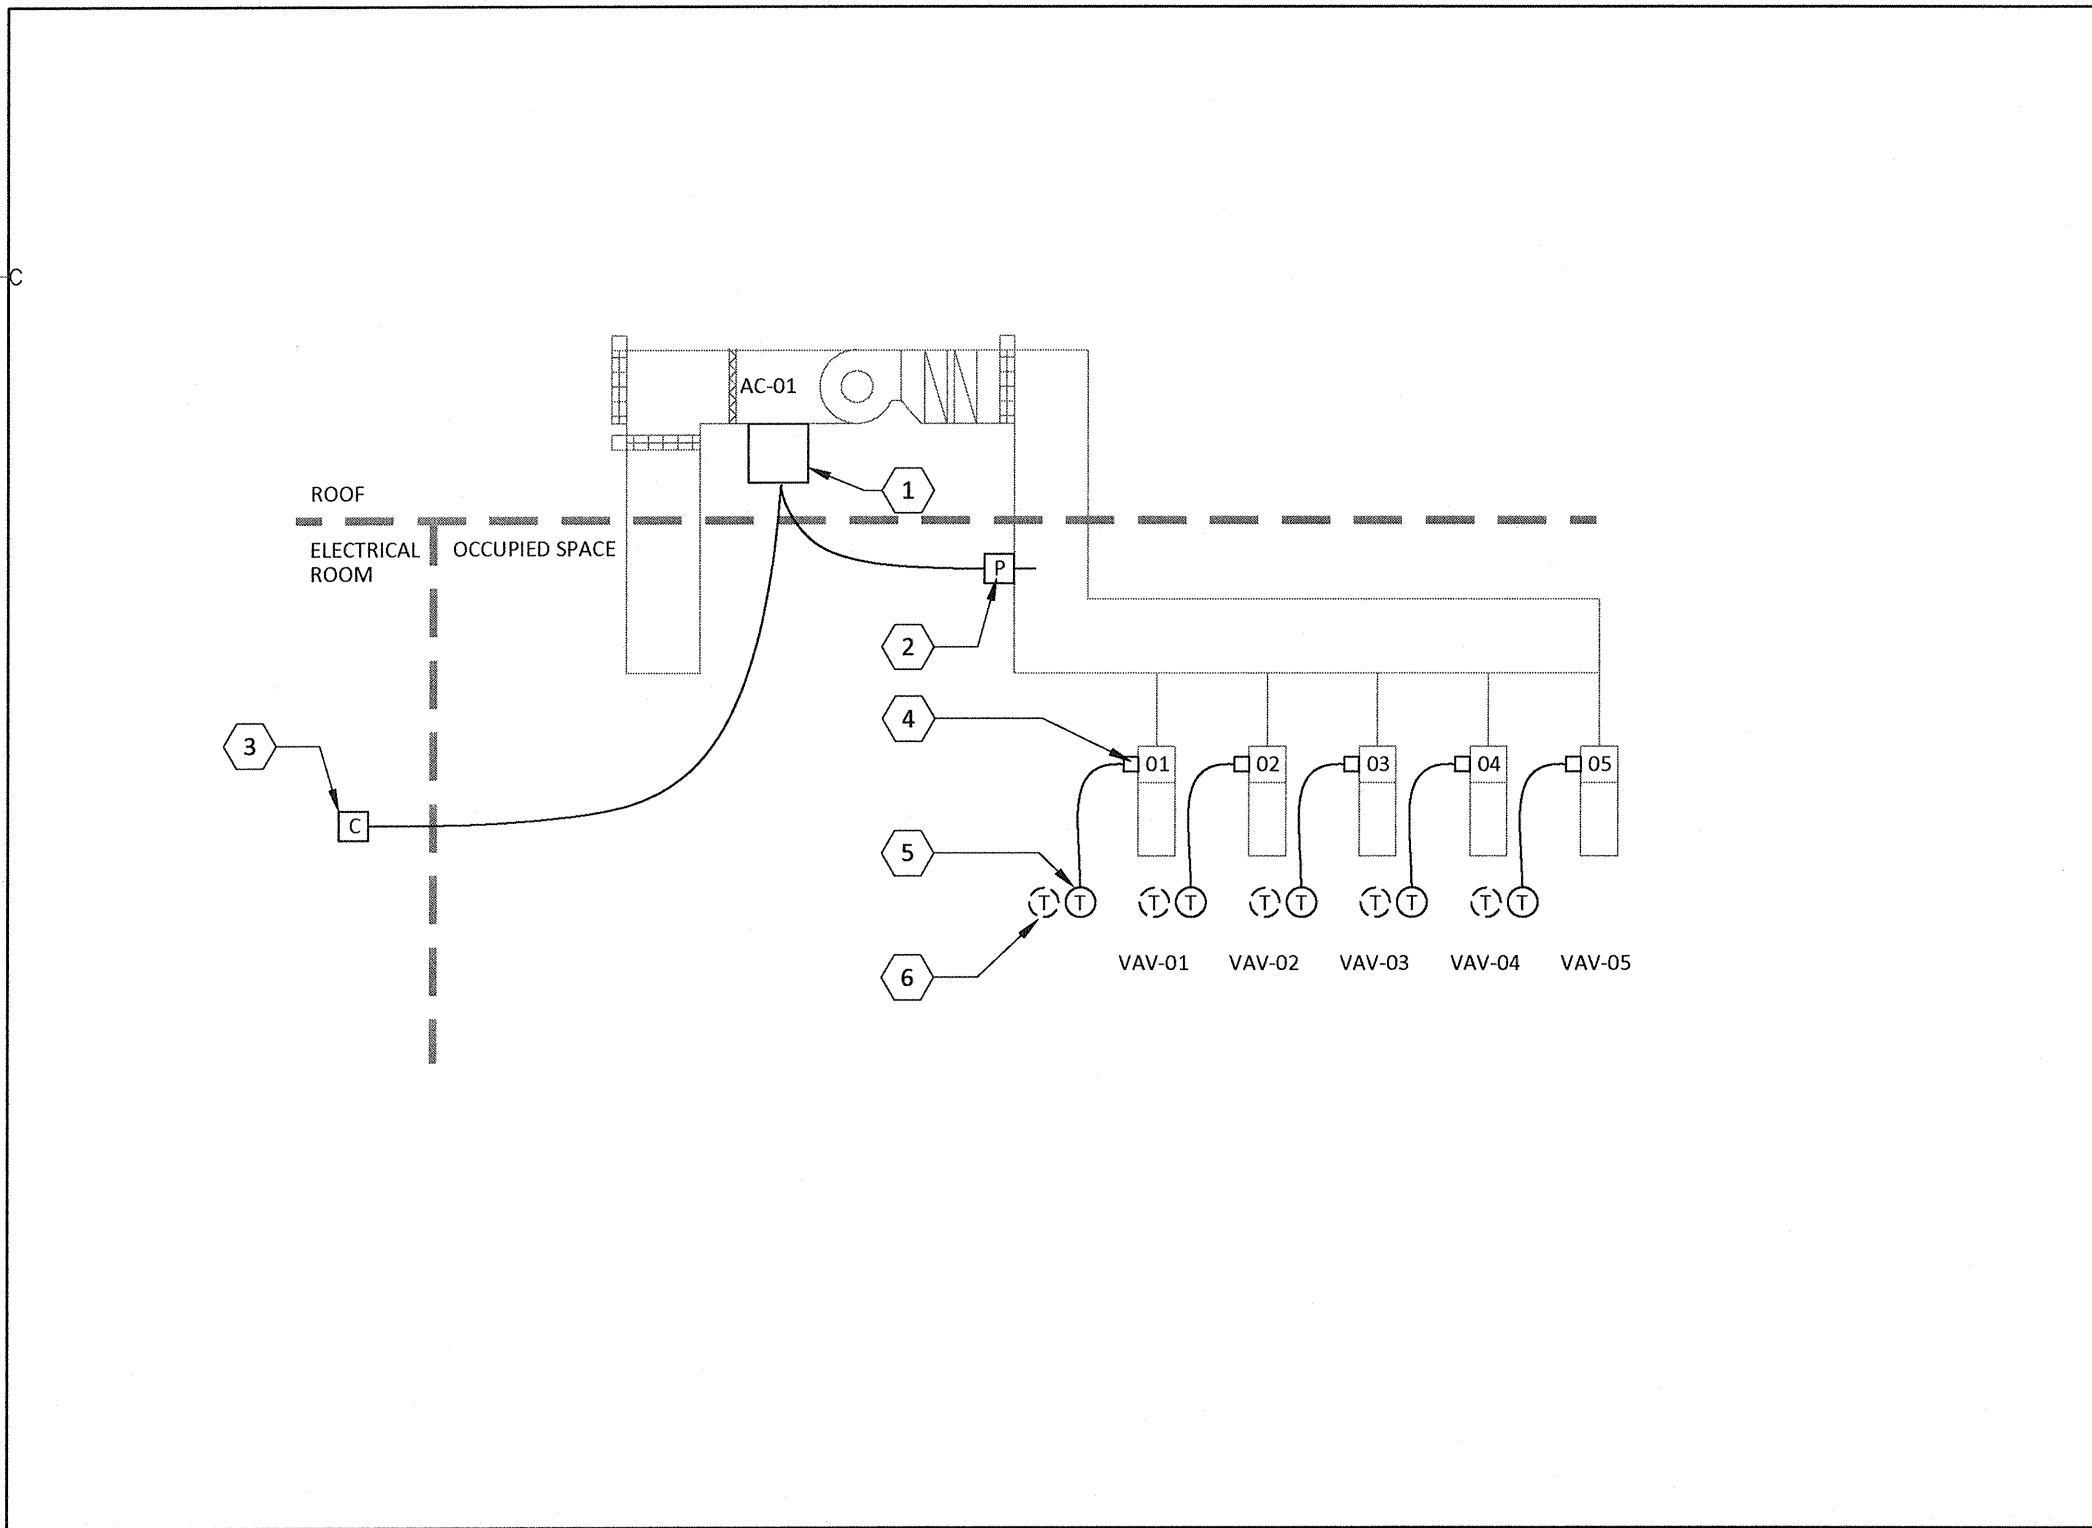 C
AC-01
1
ROOF
ELECTRICAL
ROOM
OCCUPIED SPACE
P
2
4
3
01
02
03
04
05
C
5
T T T T T T T T T T
6
VAV-01 VAV-02 VAV-03 VAV-04 VAV-05